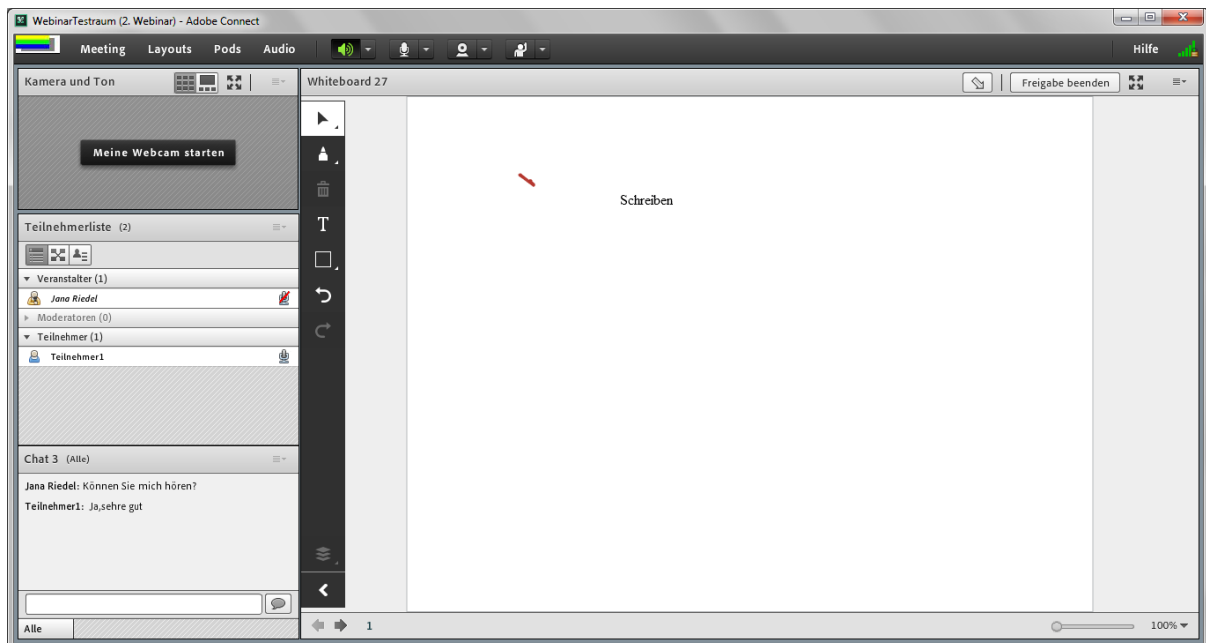 WebinarTestraum (2. Webinar) - Adobe Connect
Meeting Layouts Pods Audio Hilfe
Kamera und Ton
Meine Webcam starten
Teilnehmerliste (2)
Veranstalter (1)
Jana Riedel
Moderatoren (0)
Teilnehmer (1)
Teilnehmer1
Chat 3 (Alle)
Jana Riedel: Können Sie mich hören?
Teilnehmer1: Ja,sehre gut
Alle
Whiteboard 27 Freigabe beenden
T
Schreiben
1 100%